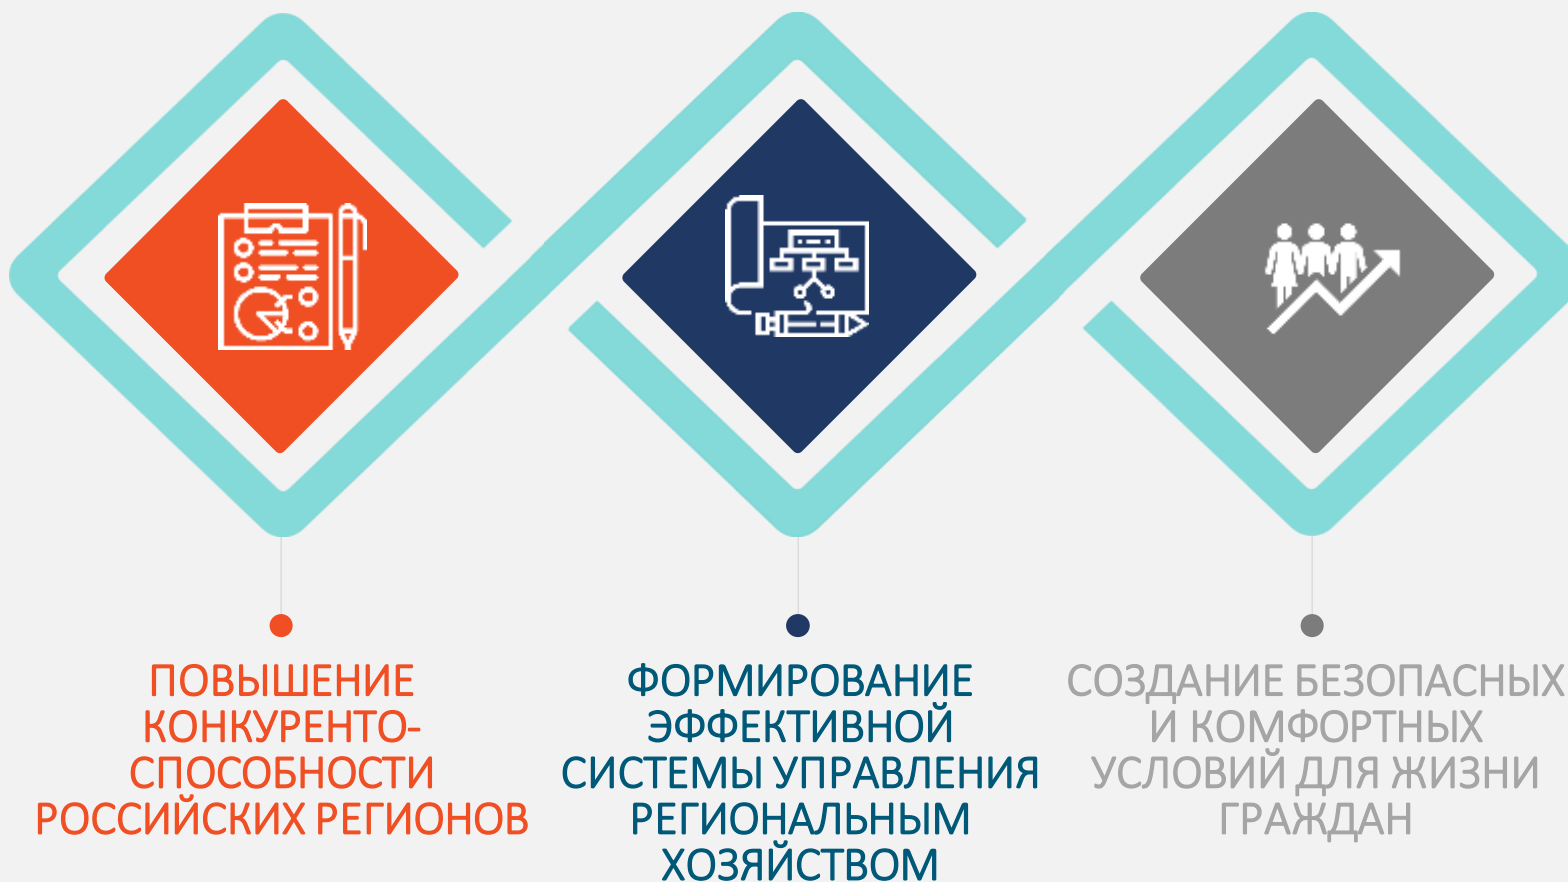 ПОВЫШЕНИЕ
КОНКУРЕНТО-
СПОСОБНОСТИ
РОССИЙСКИХ РЕГИОНОВ
ФОРМИРОВАНИЕ
ЭФФЕКТИВНОЙ
СИСТЕМЫ УПРАВЛЕНИЯ
РЕГИОНАЛЬНЫМ
ХОЗЯЙСТВОМ
СОЗДАНИЕ БЕЗОПАСНЫХ
И КОМФОРТНЫХ
УСЛОВИЙ ДЛЯ ЖИЗНИ
ГРАЖДАН